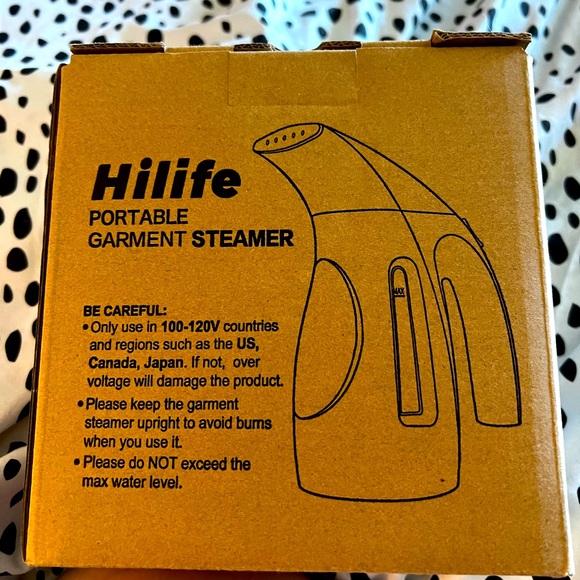 Hilife
PORTABLE
GARMENT STEAMER
BE CAREFUL:
•Only use in 100-120V countries
and regions such as the US,
Canada, Japan. If not, over
voltage will damage the product.
•Please keep the garment
steamer upright to avoid burns
when you use it.
•Please do NOT exceed the
max water level.
MAX